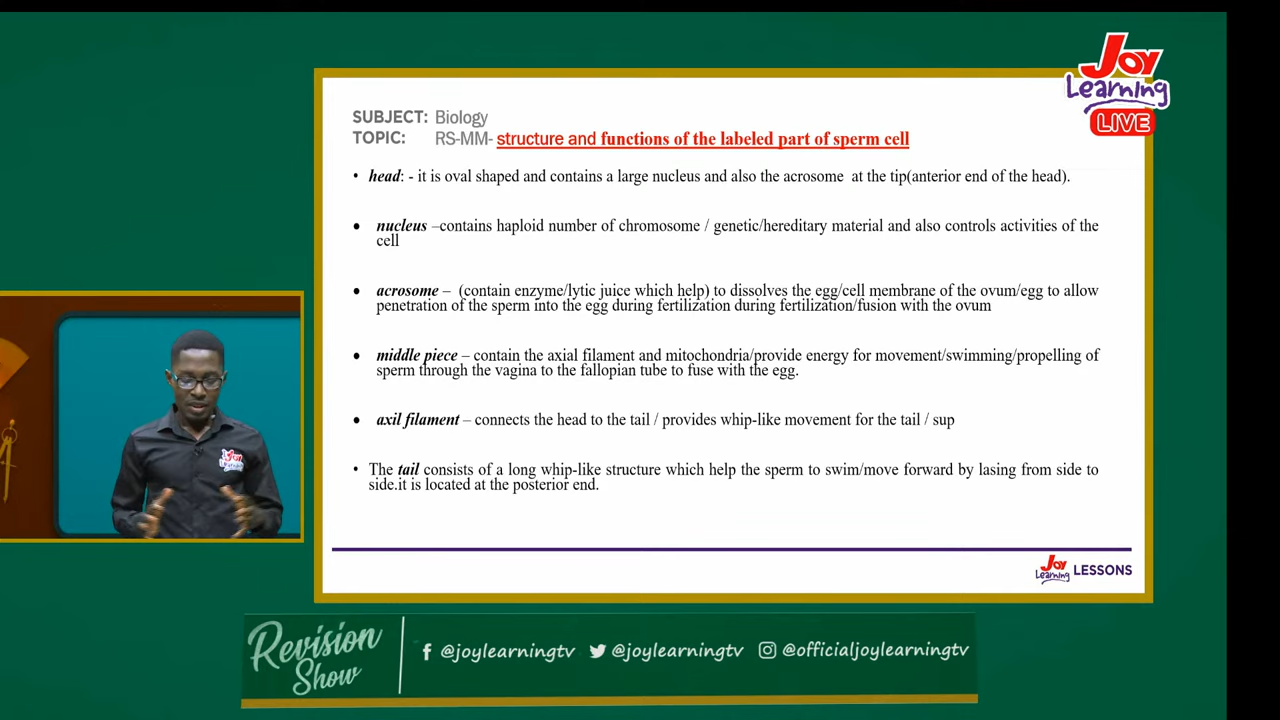 Joy
Learning
LIVE
SUBJECT: Biology
TOPIC: RS-MM- structure and functions of the labeled part of sperm cell
• head: - it is oval shaped and contains a large nucleus and also the acrosome at the tip(anterior end of the head).
• nucleus –contains haploid number of chromosome / genetic/hereditary material and also controls activities of the
cell
• acrosome – (contain enzyme/lytic juice which help) to dissolves the egg/cell membrane of the ovum/egg to allow
penetration of the sperm into the egg during fertilization during fertilization/fusion with the ovum
• middle piece – contain the axial filament and mitochondria/provide energy for movement/swimming/propelling of
sperm through the vagina to the fallopian tube to fuse with the egg.
• axil filament – connects the head to the tail / provides whip-like movement for the tail / sup
• The tail consists of a long whip-like structure which help the sperm to swim/move forward by lasing from side to
side.it is located at the posterior end.
Joy
Learning LESSONS
Revision
Show
@joylearningtv @joylearningtv @officialjoylearningtv